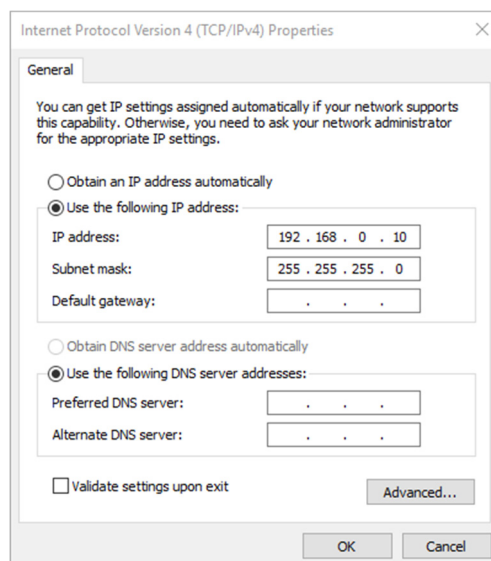 Internet Protocol Version 4 (TCP/IPv4) Properties
General
You can get IP settings assigned automatically if your network supports
this capability. Otherwise, you need to ask your network administrator
for the appropriate IP settings.
Obtain an IP address automatically
Use the following IP address:
IP address: 192 . 168 . 0 . 10
Subnet mask: 255 . 255 . 255 . 0
Default gateway: . . .
Obtain DNS server address automatically
Use the following DNS server addresses:
Preferred DNS server: . . .
Alternate DNS server: . . .
Validate settings upon exit
Advanced...
OK Cancel